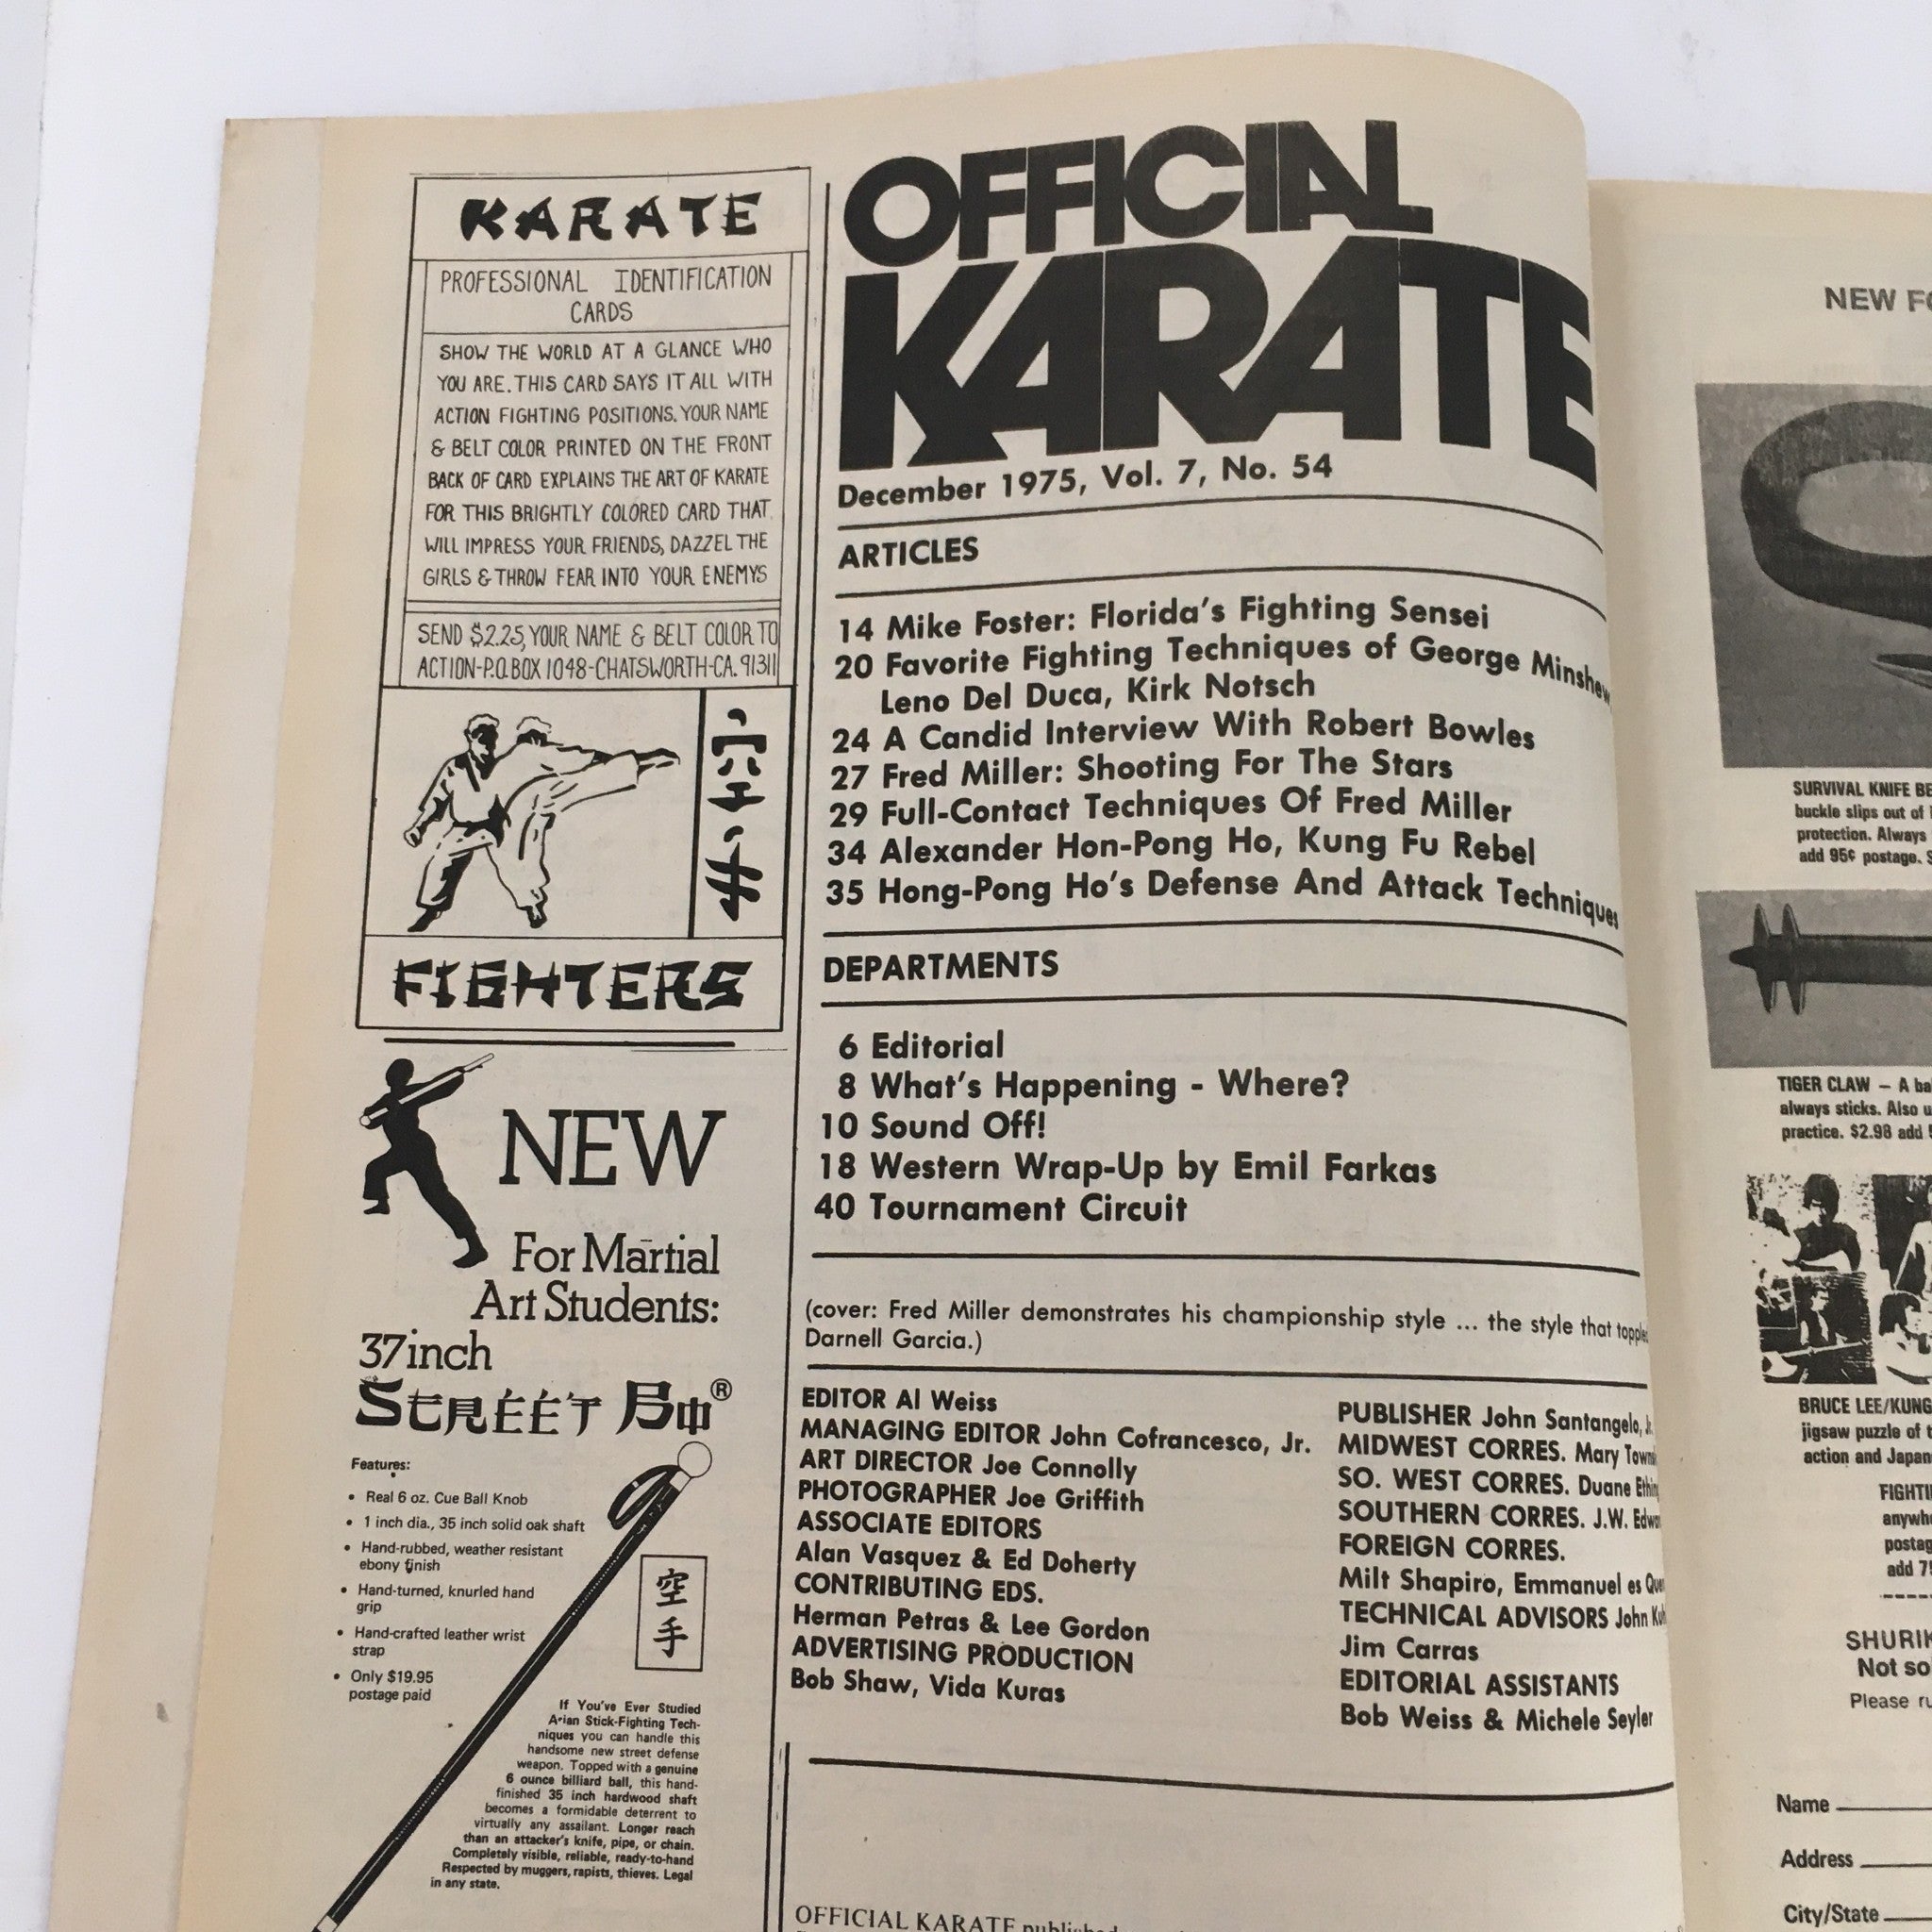 KARATE
PROFESSIONAL IDENTIFICATION
CARDS
SHOW THE WORLD AT A GLANCE WHO
YOU ARE. THIS CARD SAYS IT ALL WITH
ACTION FIGHTING POSITIONS. YOUR NAME
& BELT COLOR PRINTED ON THE FRONT
BACK OF CARD EXPLAINS THE ART OF KARATE
FOR THIS BRIGHTLY COLORED CARD THAT
WILL IMPRESS YOUR FRIENDS, DAZZEL THE
GIRLS & THROW FEAR INTO YOUR ENEMYS
SEND $2.25, YOUR NAME & BELT COLOR TO
ACTION-P.O. BOX 1048-CHATSWORTH-CA. 91311
FIGHTERS
NEW
For Martial
Art Students:
37inch
STREET Bo®
Features:
• Real 6 oz. Cue Ball Knob
• 1 inch dia., 35 inch solid oak shaft
• Hand-rubbed, weather resistant
ebony finish
• Hand-turned, knurled hand
grip
• Hand-crafted leather wrist
strap
• Only $19.95
postage paid
空
手
If You've Ever Studied
Asian Stick-Fighting Tech-
niques you can handle this
handsome new street defense
weapon. Topped with a genuine
6 ounce billiard ball, this hand-
finished 35 inch hardwood shaft
becomes a formidable deterrent to
virtually any assailant. Longer reach
than an attacker's knife, pipe, or chain.
Completely visible, reliable, ready-to-hand
Respected by muggers, rapists, thieves. Legal
in any state.
OFFICIAL
KARATE
December 1975, Vol. 7, No. 54
ARTICLES
14 Mike Foster: Florida's Fighting Sensei
20 Favorite Fighting Techniques of George Minshew
Leno Del Duca, Kirk Notsch
24 A Candid Interview With Robert Bowles
27 Fred Miller: Shooting For The Stars
29 Full-Contact Techniques Of Fred Miller
34 Alexander Hon-Pong Ho, Kung Fu Rebel
35 Hong-Pong Ho's Defense And Attack Techniques
DEPARTMENTS
6 Editorial
8 What's Happening - Where?
10 Sound Off!
18 Western Wrap-Up by Emil Farkas
40 Tournament Circuit
(cover: Fred Miller demonstrates his championship style ... the style that
Darnell Garcia.)
EDITOR Al Weiss
MANAGING EDITOR John Cofrancesco, Jr.
ART DIRECTOR Joe Connolly
PHOTOGRAPHER Joe Griffith
ASSOCIATE EDITORS
Alan Vasquez & Ed Doherty
CONTRIBUTING EDS.
Herman Petras & Lee Gordon
ADVERTISING PRODUCTION
Bob Shaw, Vida Kuras
PUBLISHER John Santangelo, Jr.
MIDWEST CORRES. Mary
SO. WEST CORRES. Duane
SOUTHERN CORRES. J.W.
FOREIGN CORRES.
Milt Shapiro, Emmanuel es
TECHNICAL ADVISORS John
Jim Carras
EDITORIAL ASSISTANTS
Bob Weiss & Michele Seyler
OFFICIAL KARATE published
NEW
SURVIVAL KNIFE
buckle slips out of
protection. Always
add 95¢ postage.
TIGER CLAW – A
always sticks. Also
practice. $2.98 add
BRUCE LEE/KUNG
jigsaw puzzle of
action and
Not
Please
Name
Address
City/State